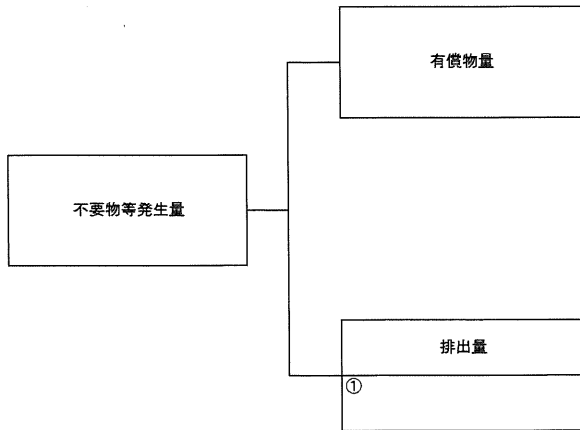 有償物量
不要物等発生量
排出量
①